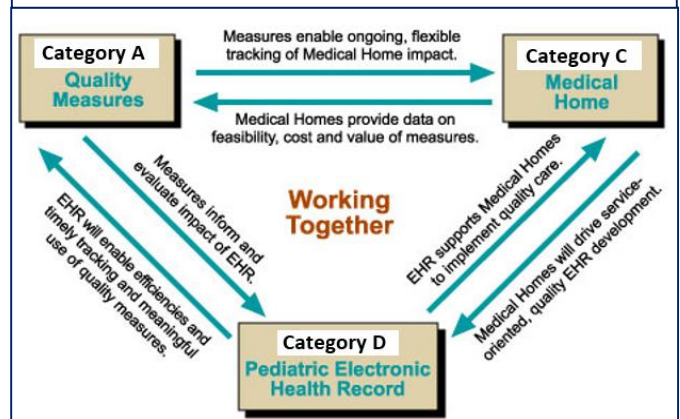 Measures enable ongoing, flexible
tracking of Medical Home impact.
Category A
Quality
Measures
Category C
Medical
Home
Medical Homes provide data on
feasibility, cost and value of measures.
Measures inform and
evaluate impact of EHR.
EHR will enable efficiencies and
timely tracking and meaningful
use of quality measures.
Working
Together
EHR supports Medical Homes
to implement quality care.
Medical Homes will drive service-
oriented, quality EHR development.
Category D
Pediatric Electronic
Health Record